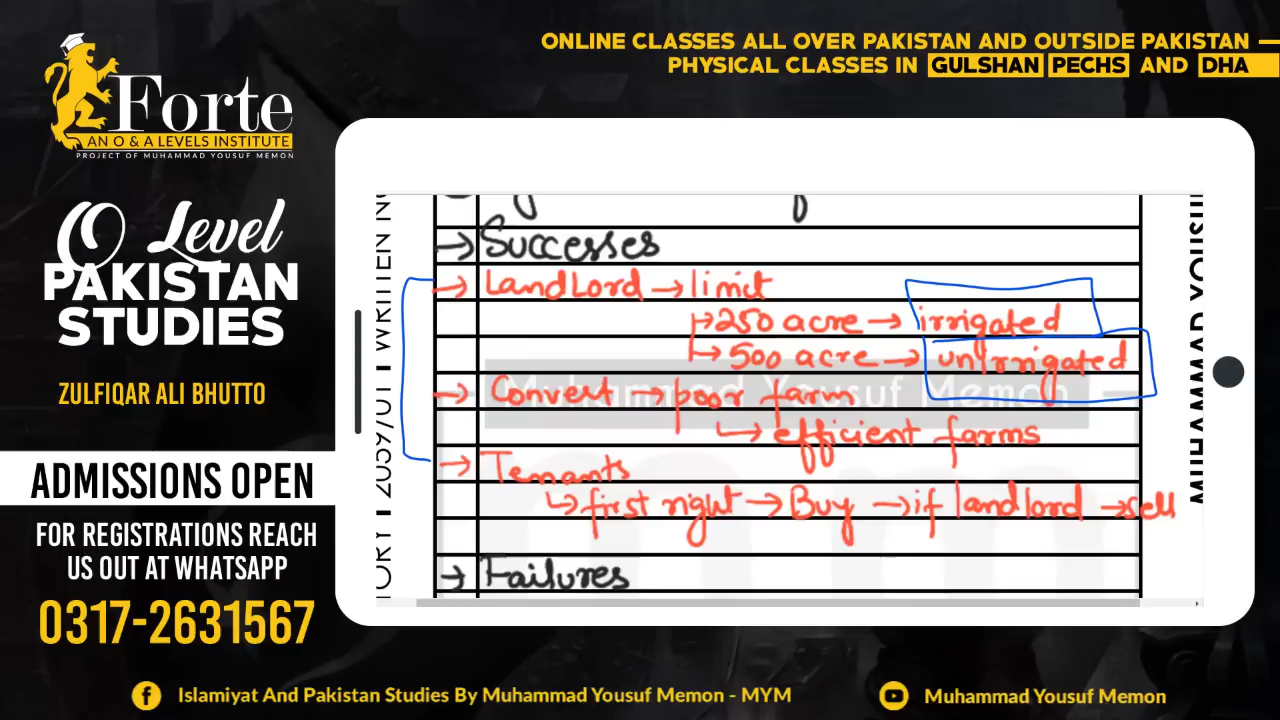 ONLINE CLASSES ALL OVER PAKISTAN AND OUTSIDE PAKISTAN
PHYSICAL CLASSES IN GULSHAN PECHS AND DHA
Forte
AN O & A LEVELS INSTITUTE
PROJECT OF MUHAMMAD YOUSUF MEMON
O Level
PAKISTAN
STUDIES
ZULFIQAR ALI BHUTTO
ADMISSIONS OPEN
FOR REGISTRATIONS REACH
US OUT AT WHATSAPP
0317-2631567
→ Successes
→ LandLord → limit
→ 250 acre → irrigated
→ 500 acre → unirrigated
Muhammad Yousuf Memon
→ Convert → poor farm
→ efficient farms
→ Tenants
→ first right → Buy → if landlord → sell
→ Failures
2059/01 WRITTEN
MUHAMMAD
Islamiyat And Pakistan Studies By Muhammad Yousuf Memon - MYM
Muhammad Yousuf Memon